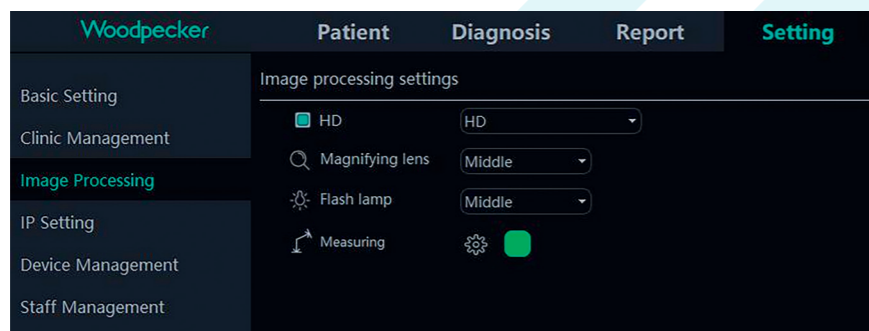 Woodpecker Patient Diagnosis Report Setting
Basic Setting
Clinic Management
Image Processing
IP Setting
Device Management
Staff Management
Image processing settings
HD HD
Magnifying lens Middle
Flash lamp Middle
Measuring